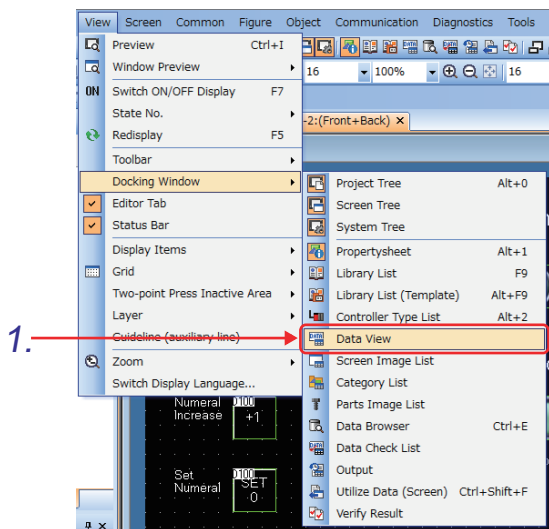 View Screen Common Figure Object Communication Diagnostics Tools
Preview Ctrl+I
Window Preview
16 100% 16
ON Switch ON/OFF Display F7
State No.
-2:(Front+Back) ×
Redisplay F5
Toolbar
Docking Window
Editor Tab
Status Bar
Display Items
Grid
Two-point Press Inactive Area
Layer
Guideline (auxiliary line)
Zoom
Switch Display Language...
Project Tree Alt+0
Screen Tree
System Tree
Propertysheet Alt+1
Library List F9
Library List (Template) Alt+F9
Controller Type List Alt+2
1.
Data View
Screen Image List
Category List
Parts Image List
Data Browser Ctrl+E
Data Check List
Output
Utilize Data (Screen) Ctrl+Shift+F
Verify Result
Numeral
Increase
D100
+1
Set
Numeral
D100
SET
0